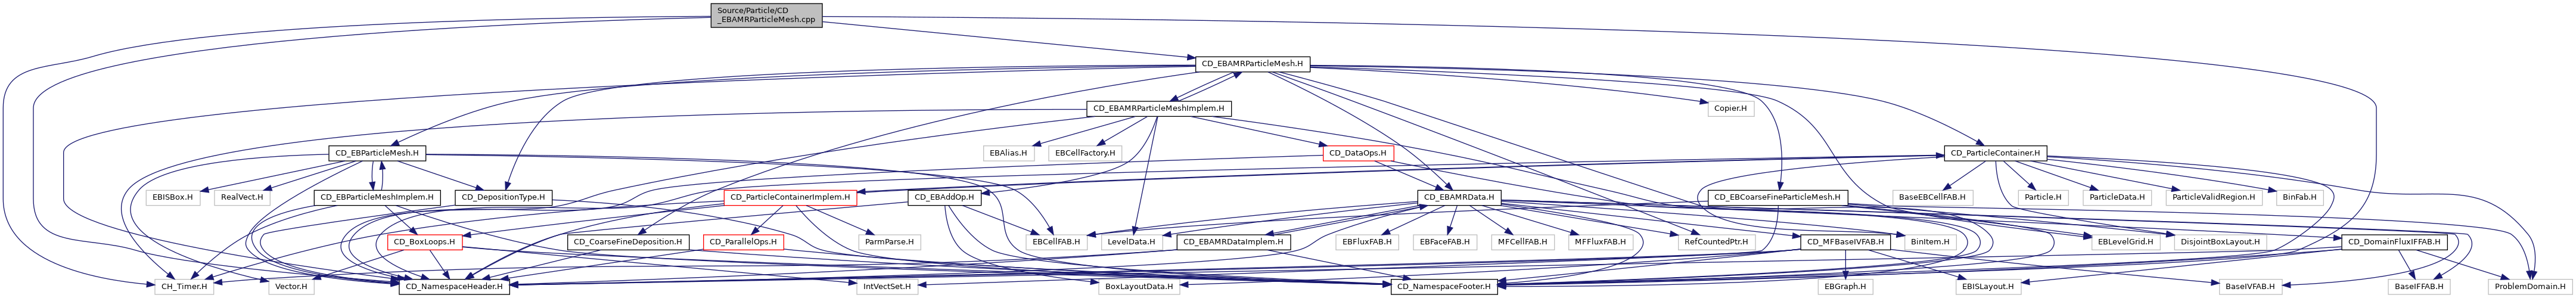 Source/Particle/CD
_EBAMRParticleMesh.cpp
CD_EBAMRParticleMesh.H
CD_EBAMRParticleMeshImplem.H
Copier.H
CD_EBParticleMesh.H
EBAlias.H
EBCellFactory.H
CD_DataOps.H
CD_ParticleContainer.H
EBISBox.H
RealVect.H
CD_EBParticleMeshImplem.H
CD_DepositionType.H
CD_ParticleContainerImplem.H
CD_EBAddOp.H
CD_EBAMRData.H
CD_EBCoarseFineParticleMesh.H
BaseEBCellFAB.H
Particle.H
ParticleData.H
ParticleValidRegion.H
BinFab.H
CD_BoxLoops.H
CD_CoarseFineDeposition.H
CD_ParallelOps.H
ParmParse.H
EBCellFAB.H
LevelData.H
CD_EBAMRDataImplem.H
EBFluxFAB.H
EBFaceFAB.H
MFCellFAB.H
MFFluxFAB.H
RefCountedPtr.H
CD_MFBaseIVFAB.H
BinItem.H
EBLevelGrid.H
DisjointBoxLayout.H
CD_DomainFluxIFFAB.H
CH_Timer.H
Vector.H
CD_NamespaceHeader.H
IntVectSet.H
BoxLayoutData.H
CD_NamespaceFooter.H
EBGraph.H
EBISLayout.H
BaseIVFAB.H
BaseIFFAB.H
ProblemDomain.H